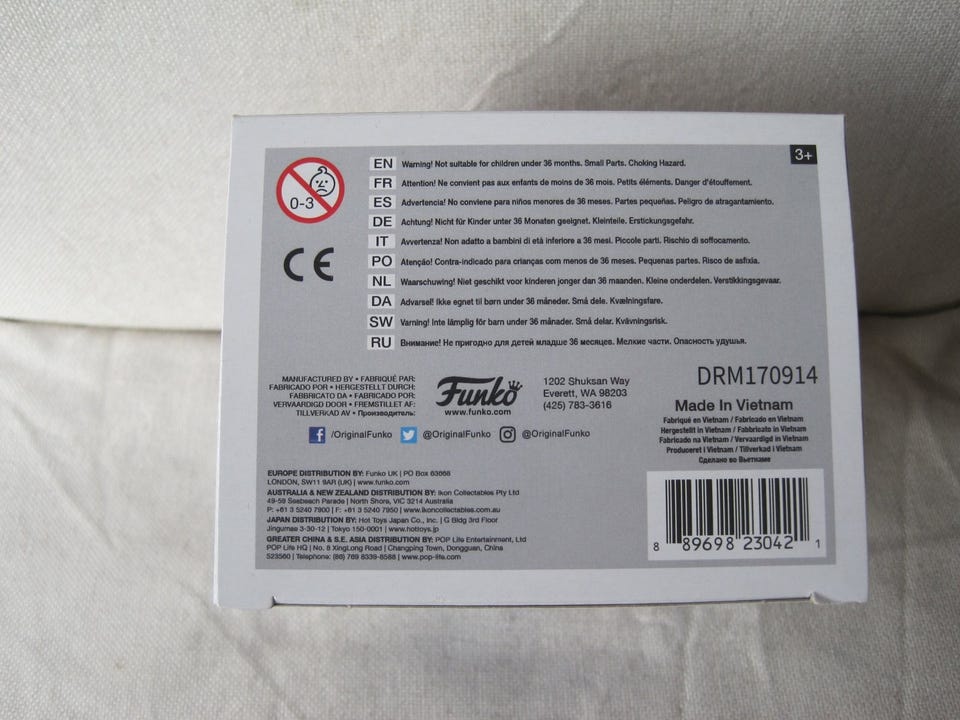 3+
0-3
CE
EN Warning! Not suitable for children under 36 months. Small Parts. Choking Hazard.
FR Attention! Ne convient pas aux enfants de moins de 36 mois. Petits éléments. Danger d'étouffement.
ES Advertencia! No conviene para niños menores de 36 meses. Partes pequeñas. Peligro de atragantamiento.
DE Achtung! Nicht für Kinder unter 36 Monaten geeignet. Kleinteile. Erstickungsgefahr.
IT Avvertenza! Non adatto a bambini di età inferiore a 36 mesi. Piccole parti. Rischio di soffocamento.
PO Atenção! Contra-indicado para crianças com menos de 36 meses. Pequenas partes. Risco de asfixia.
NL Waarschuwing! Niet geschikt voor kinderen jonger dan 36 maanden. Kleine onderdelen. Verstikkingsgevaar.
DA Advarsel! Ikke egnet til børn under 36 måneder. Små dele. Kvælningsfare.
SW Varning! Inte lämplig för barn under 36 månader. Små delar. Kvävningsrisk.
RU Внимание! Не пригодно для детей младше 36 месяцев. Мелкие части. Опасность удушья.
MANUFACTURED BY • FABRIQUÉ PAR:
FABRICADO POR • HERGESTELLT DURCH:
FABBRICATO DA • FABRICADO POR:
VERVAARDIGD DOOR • FREMSTILLET AF:
TILLVERKAD AV • Производитель:
Funko
www.funko.com
1202 Shuksan Way
Everett, WA 98203
(425) 783-3616
/OriginalFunko @OriginalFunko @OriginalFunko
DRM170914
Made In Vietnam
Fabriqué en Vietnam / Fabricado en Vietnam
Hergestellt in Vietnam / Fabbricato in Vietnam
Fabricado na Vietnam / Vervaardigd in Vietnam
Produceret i Vietnam / Tillverkad i Vietnam
Сделано во Вьетнаме
EUROPE DISTRIBUTION BY: Funko UK | PO Box 63668
LONDON, SW11 9AR (UK) | www.funko.com
AUSTRALIA & NEW ZEALAND DISTRIBUTION BY: Ikon Collectables Pty Ltd
49-59 Seebeach Parade | North Shore, VIC 3214 Australia
P: +61 3 5240 7900 | F: +61 3 5240 7950 | www.ikoncollectables.com.au
JAPAN DISTRIBUTION BY: Hot Toys Japan Co., Inc. | G Bldg 3rd Floor
Jingumae 3-30-12 | Tokyo 150-0001 | www.hottoys.jp
GREATER CHINA & S.E. ASIA DISTRIBUTION BY: POP Life Entertainment, Ltd
POP Life HQ | No. 8 XingLong Road | Changping Town, Dongguan, China
523560 | Telephone: (86) 769 8339-8588 | www.pop-life.com
8 89698 23042 1